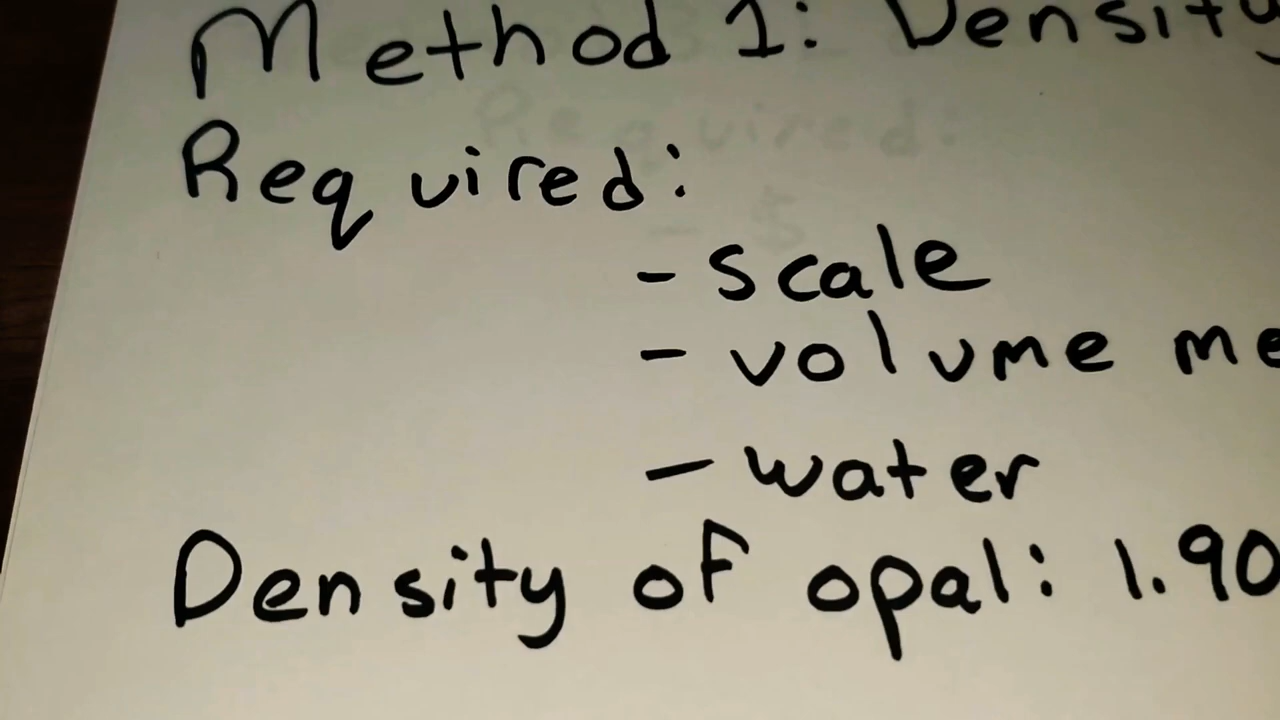 Method 1: Density
Required:
- scale
- volume me
- water
Density of opal: 1.90